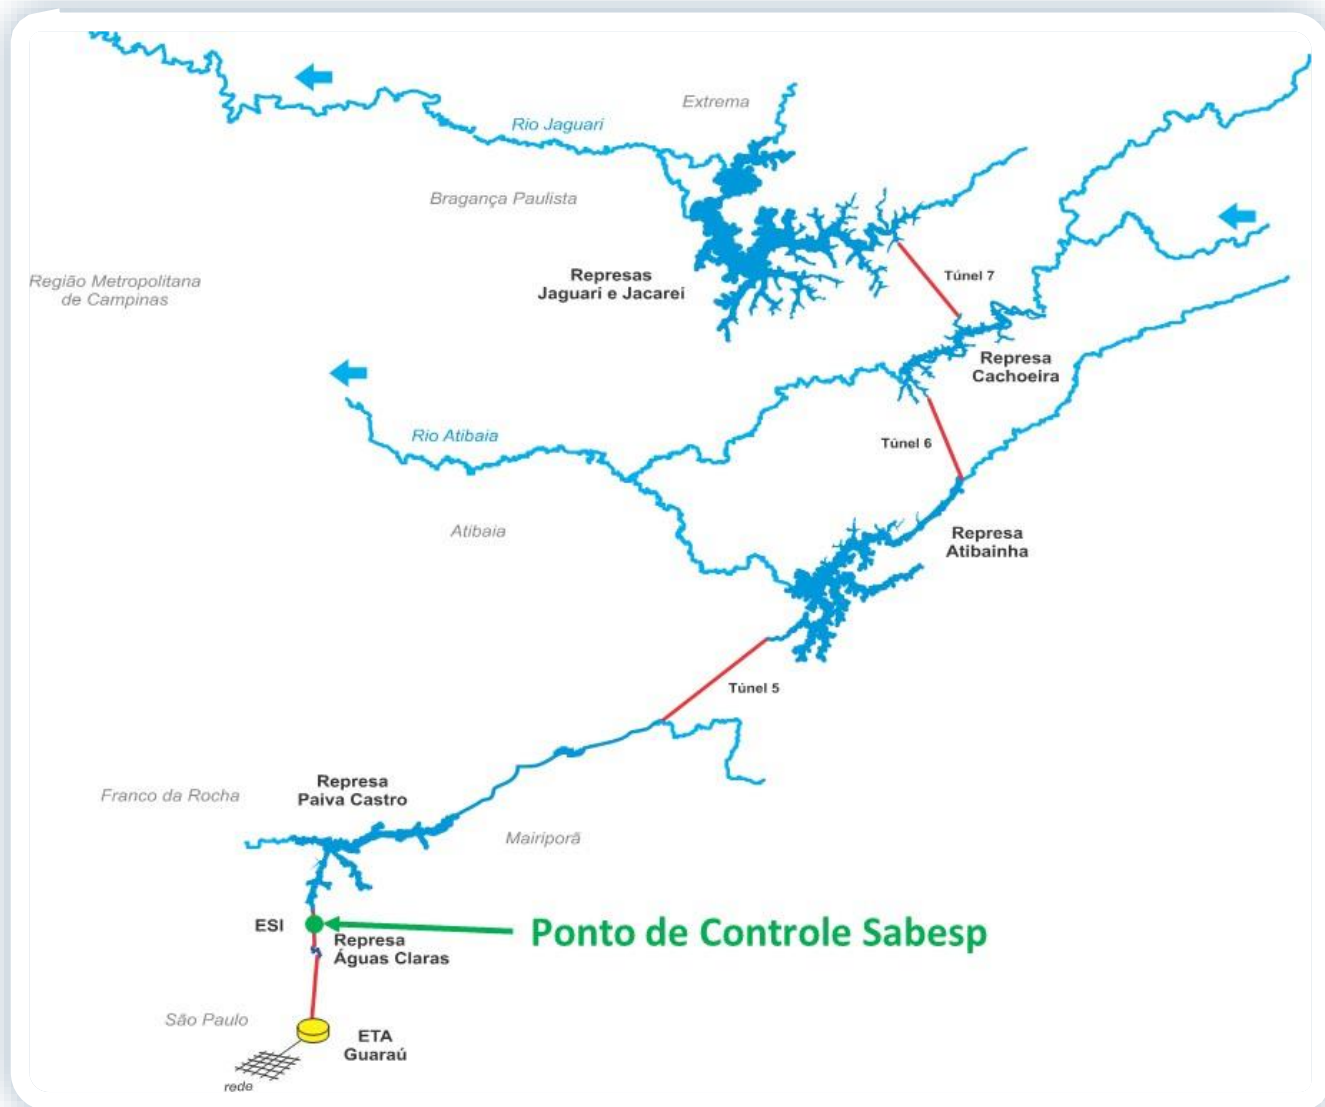 Extrema
Rio Jaguari
Bragança Paulista
Represas
Jaguari e Jacarei
Túnel 7
Região Metropolitana
de Campinas
Represa
Cachoeira
Rio Atibaia
Túnel 6
Atibaia
Represa
Atibainha
Túnel 5
Represa
Paiva Castro
Franco da Rocha
Mairiporã
ESI
Ponto de Controle Sabesp
Represa
Águas Claras
São Paulo
ETA
Guaraú
rede